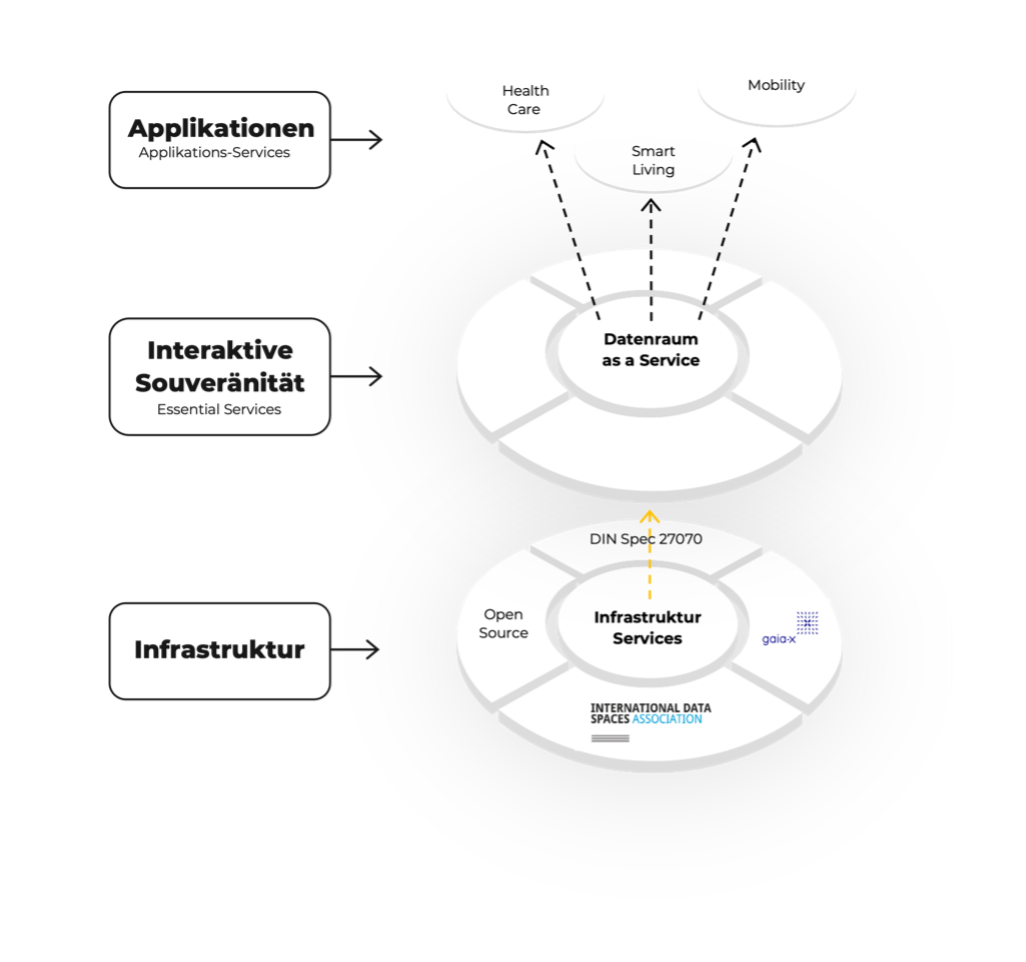 Applikationen
Applikations-Services
Health
Care
Mobility
Smart
Living
Interaktive
Souveränität
Essential Services
Datenraum
as a Service
Infrastruktur
DIN Spec 27070
Open
Source
Infrastruktur
Services
gaia-x
INTERNATIONAL DATA
SPACES ASSOCIATION